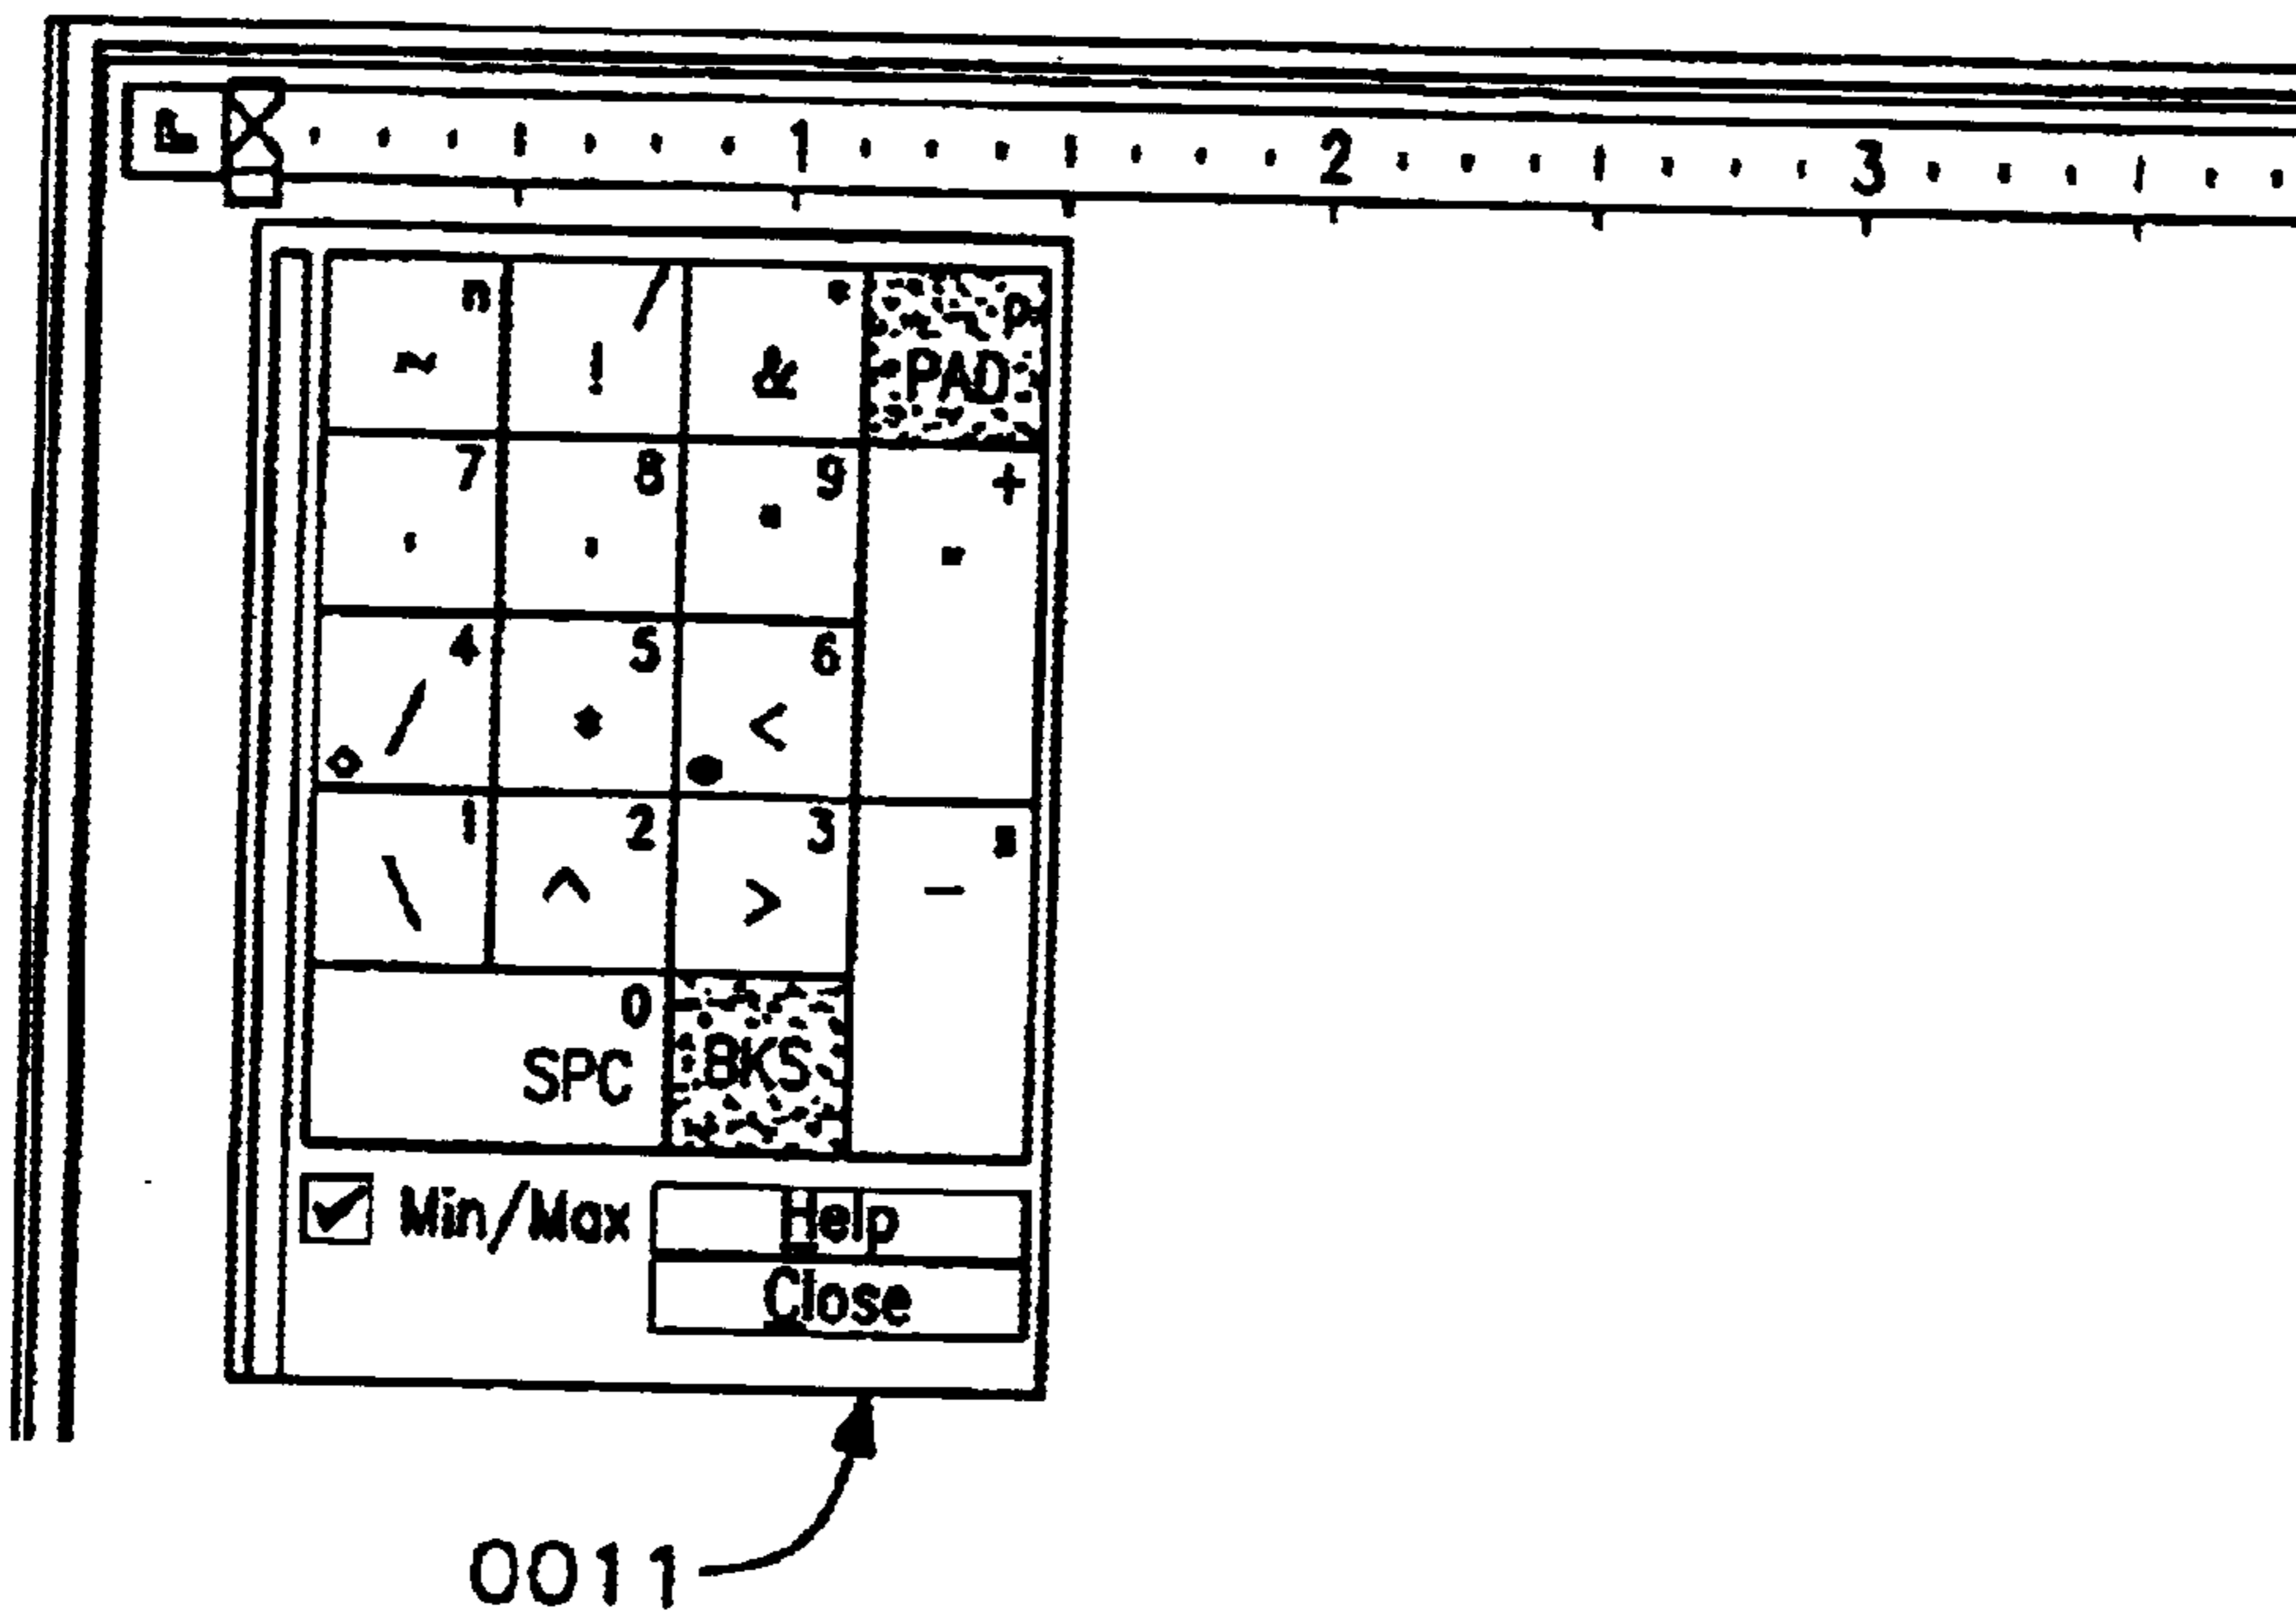 1 2 3
n / *
~ ! & PAD
7 8 9 +
4 5 6
/ * <
1 2 3
\ ^ > –
0
SPC BKS
Min/Max Help
Close
0011